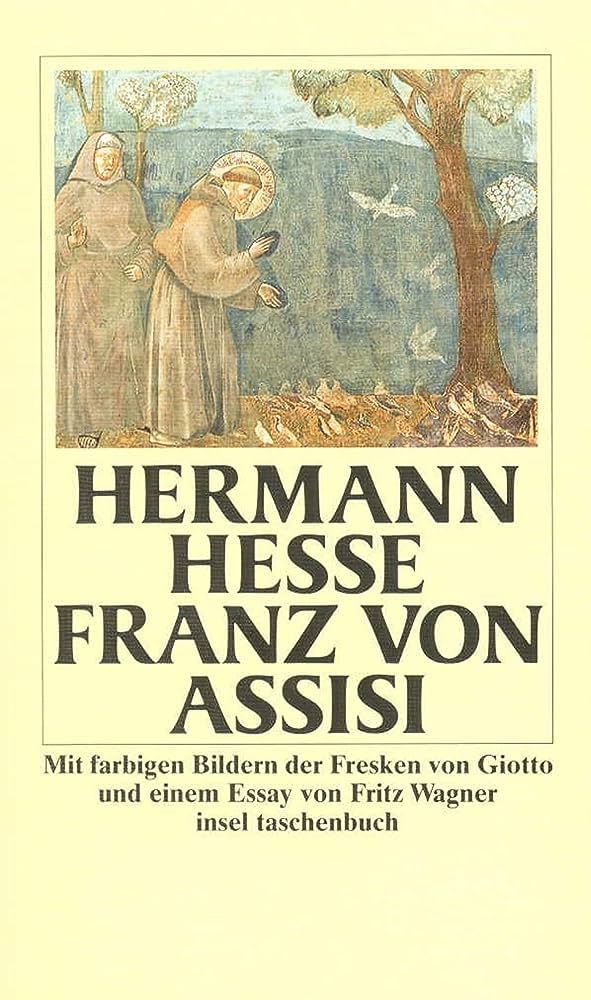 HERMANN
HESSE
FRANZ VON
ASSISI
Mit farbigen Bildern der Fresken von Giotto
und einem Essay von Fritz Wagner
insel taschenbuch